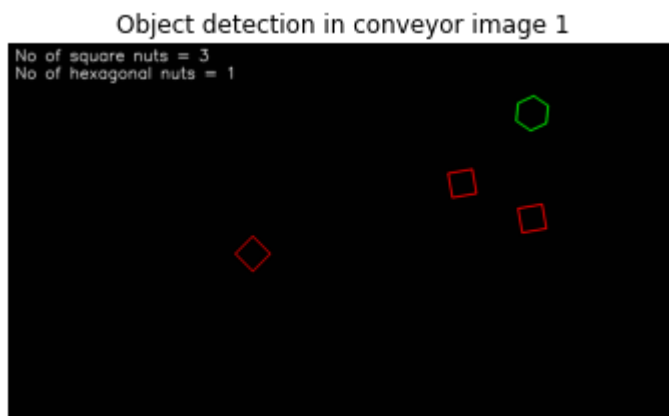 Object detection in conveyor image 1
No of square nuts = 3
No of hexagonal nuts = 1